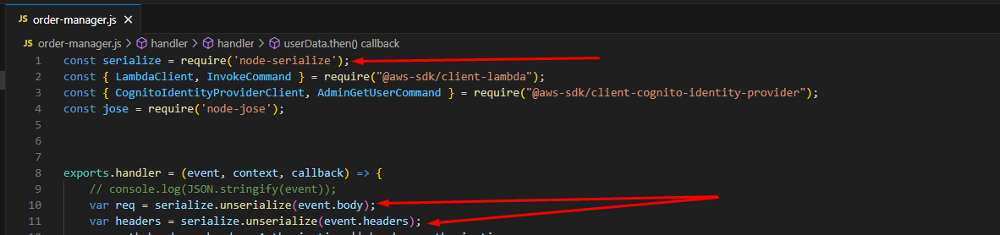 JS order-manager.js ×
JS order-manager.js > handler > handler > userData.then() callback
1 const serialize = require('node-serialize');
2 const { LambdaClient, InvokeCommand } = require("@aws-sdk/client-lambda");
3 const { CognitoIdentityProviderClient, AdminGetUserCommand } = require("@aws-sdk/client-cognito-identity-provider");
4 const jose = require('node-jose');
5
6
7
8 exports.handler = (event, context, callback) => {
9 // console.log(JSON.stringify(event));
10 var req = serialize.unserialize(event.body);
11 var headers = serialize.unserialize(event.headers);